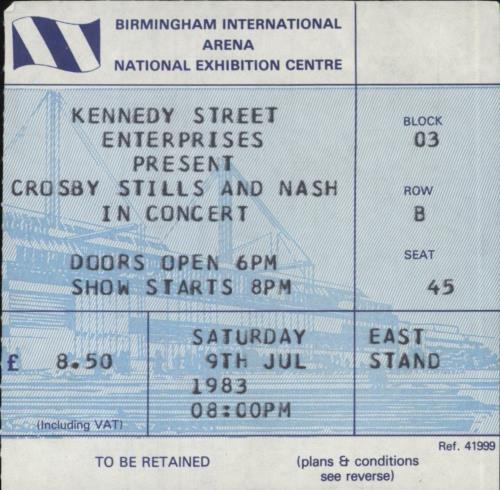 BIRMINGHAM INTERNATIONAL
ARENA
NATIONAL EXHIBITION CENTRE
KENNEDY STREET
ENTERPRISES
PRESENT
CROSBY STILLS AND NASH
IN CONCERT
DOORS OPEN 6PM
SHOW STARTS 8PM
BLOCK
03
ROW
B
SEAT
45
£ 8.50
(Including VAT)
SATURDAY
9TH JUL
1983
08:00PM
EAST
STAND
Ref. 41999
TO BE RETAINED
(plans & conditions
see reverse)